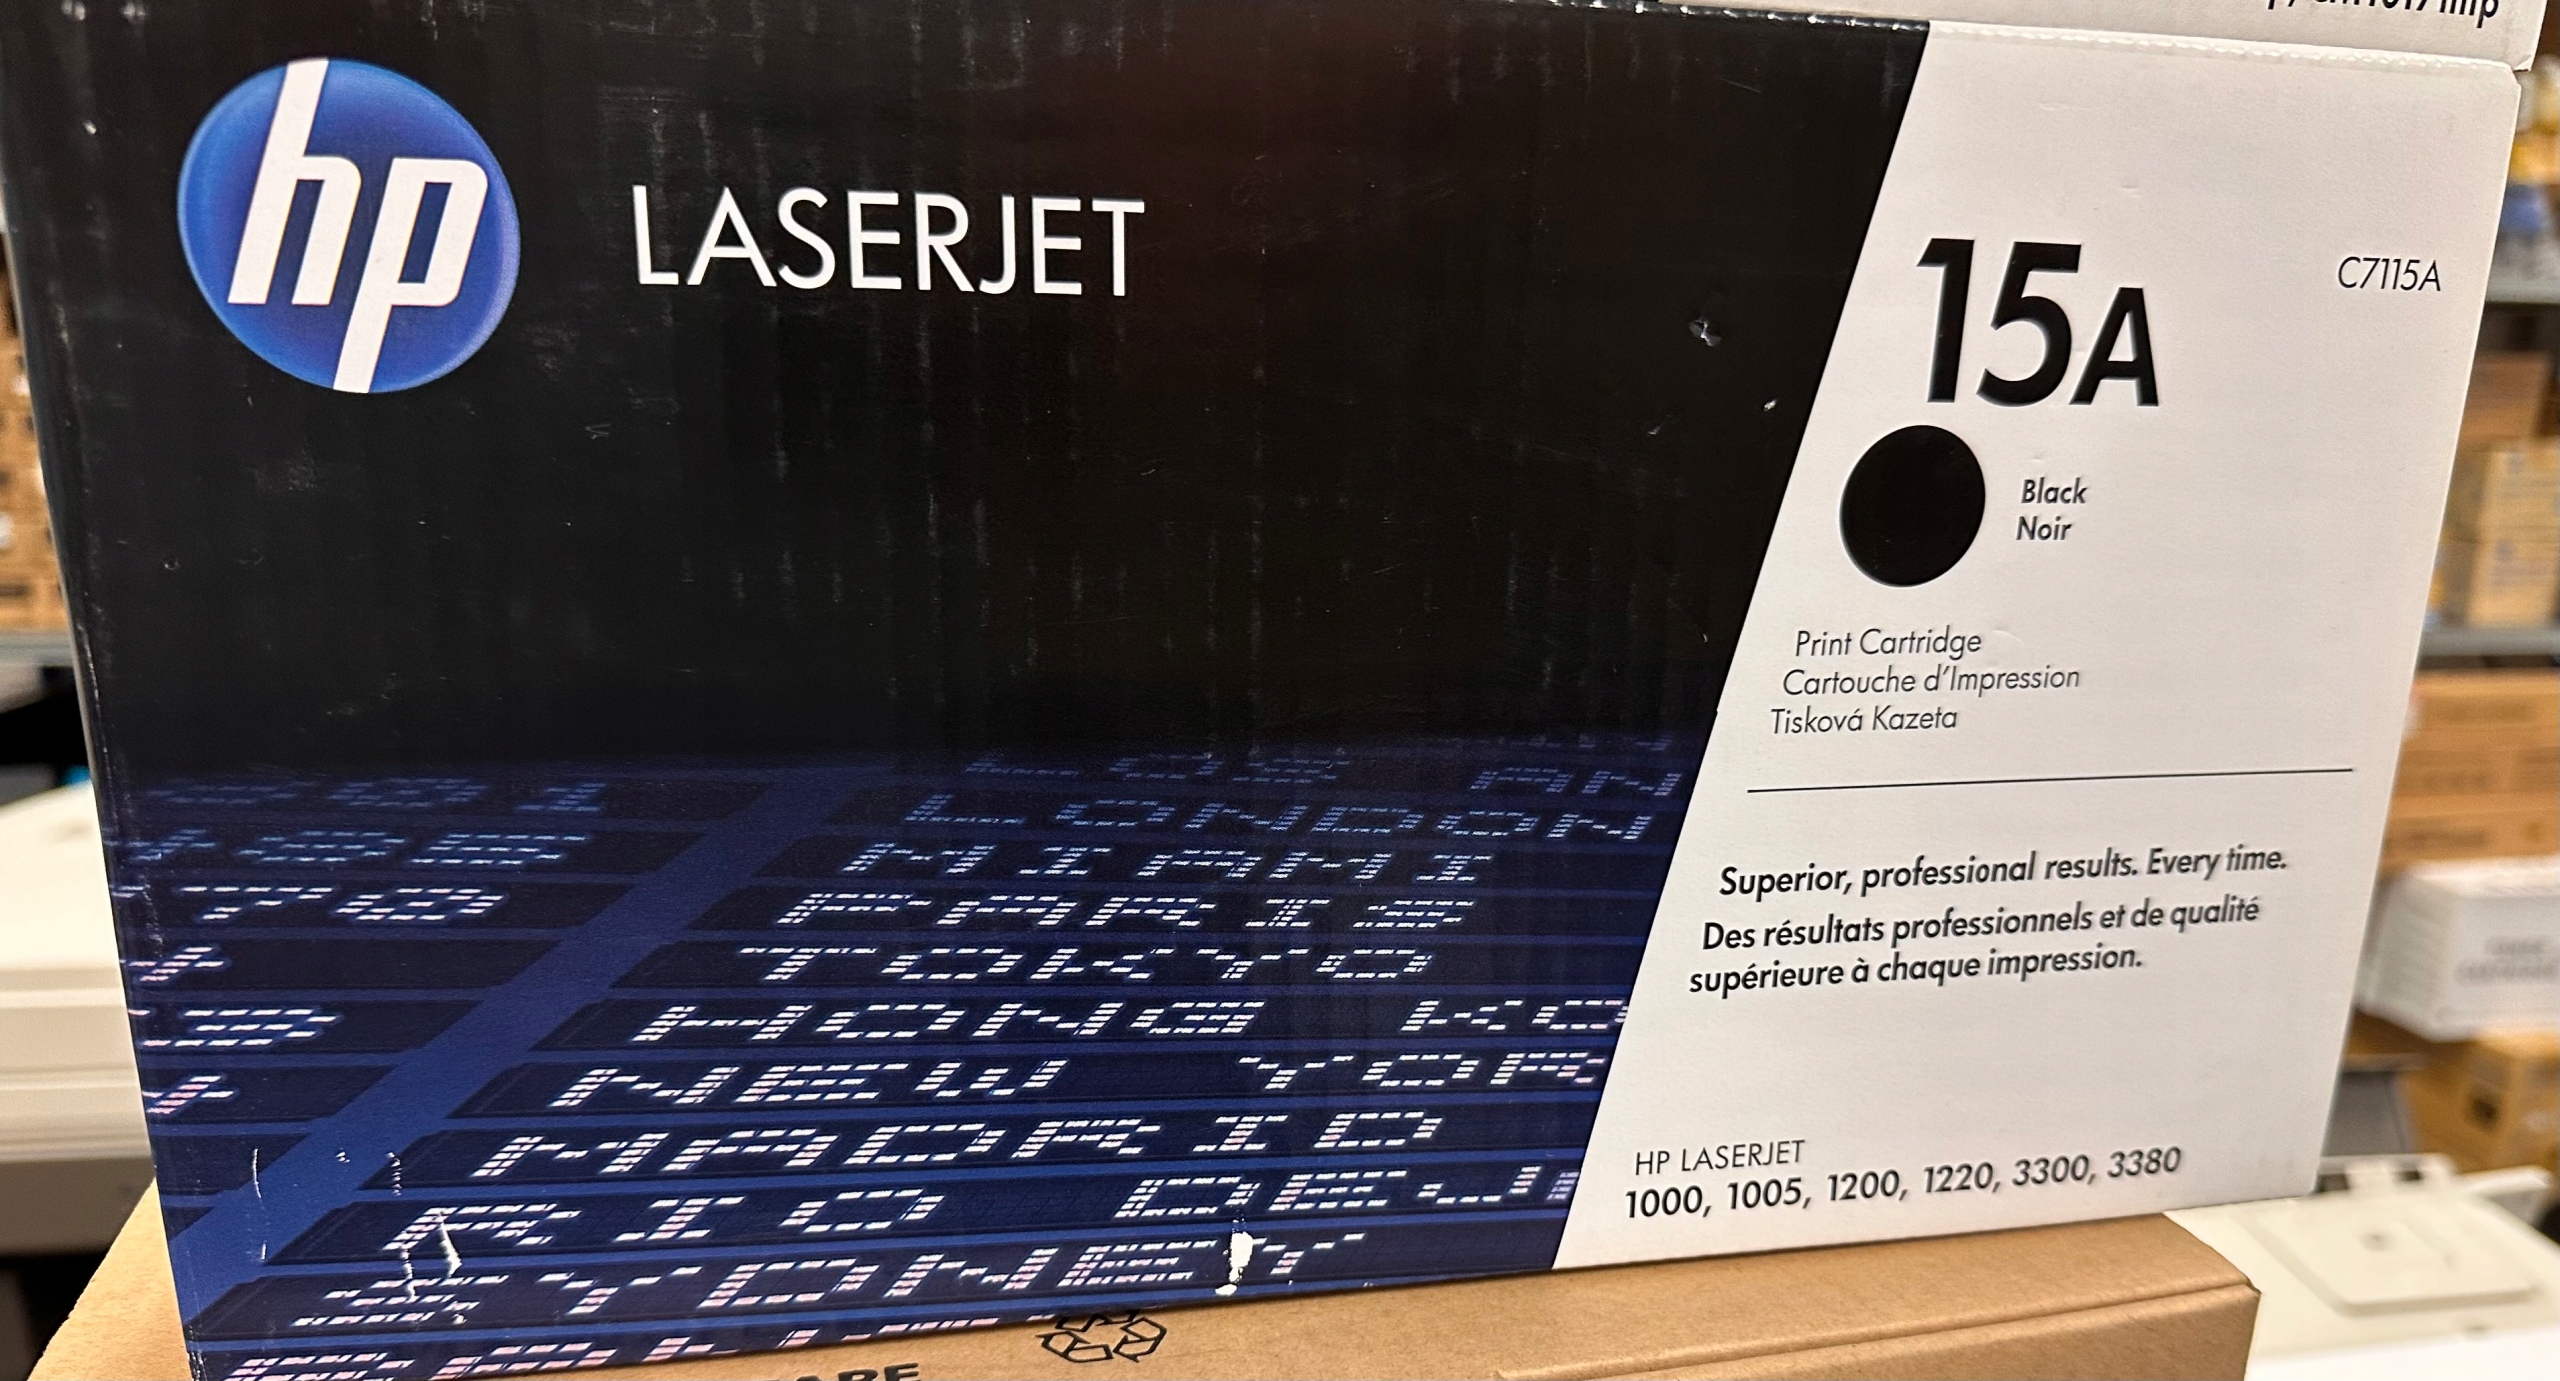 hp
LASERJET
15A
C7115A
Black
Noir
Print Cartridge
Cartouche d'Impression
Tisková Kazeta
Superior, professional results. Every time.
Des résultats professionnels et de qualité
supérieure à chaque impression.
HP LASERJET
1000, 1005, 1200, 1220, 3300, 3380
LONDON
MIAMI
PARIS
TOKYO
HONG KO
NEW YOR
MADRID
RIO DE J
SYDNEY